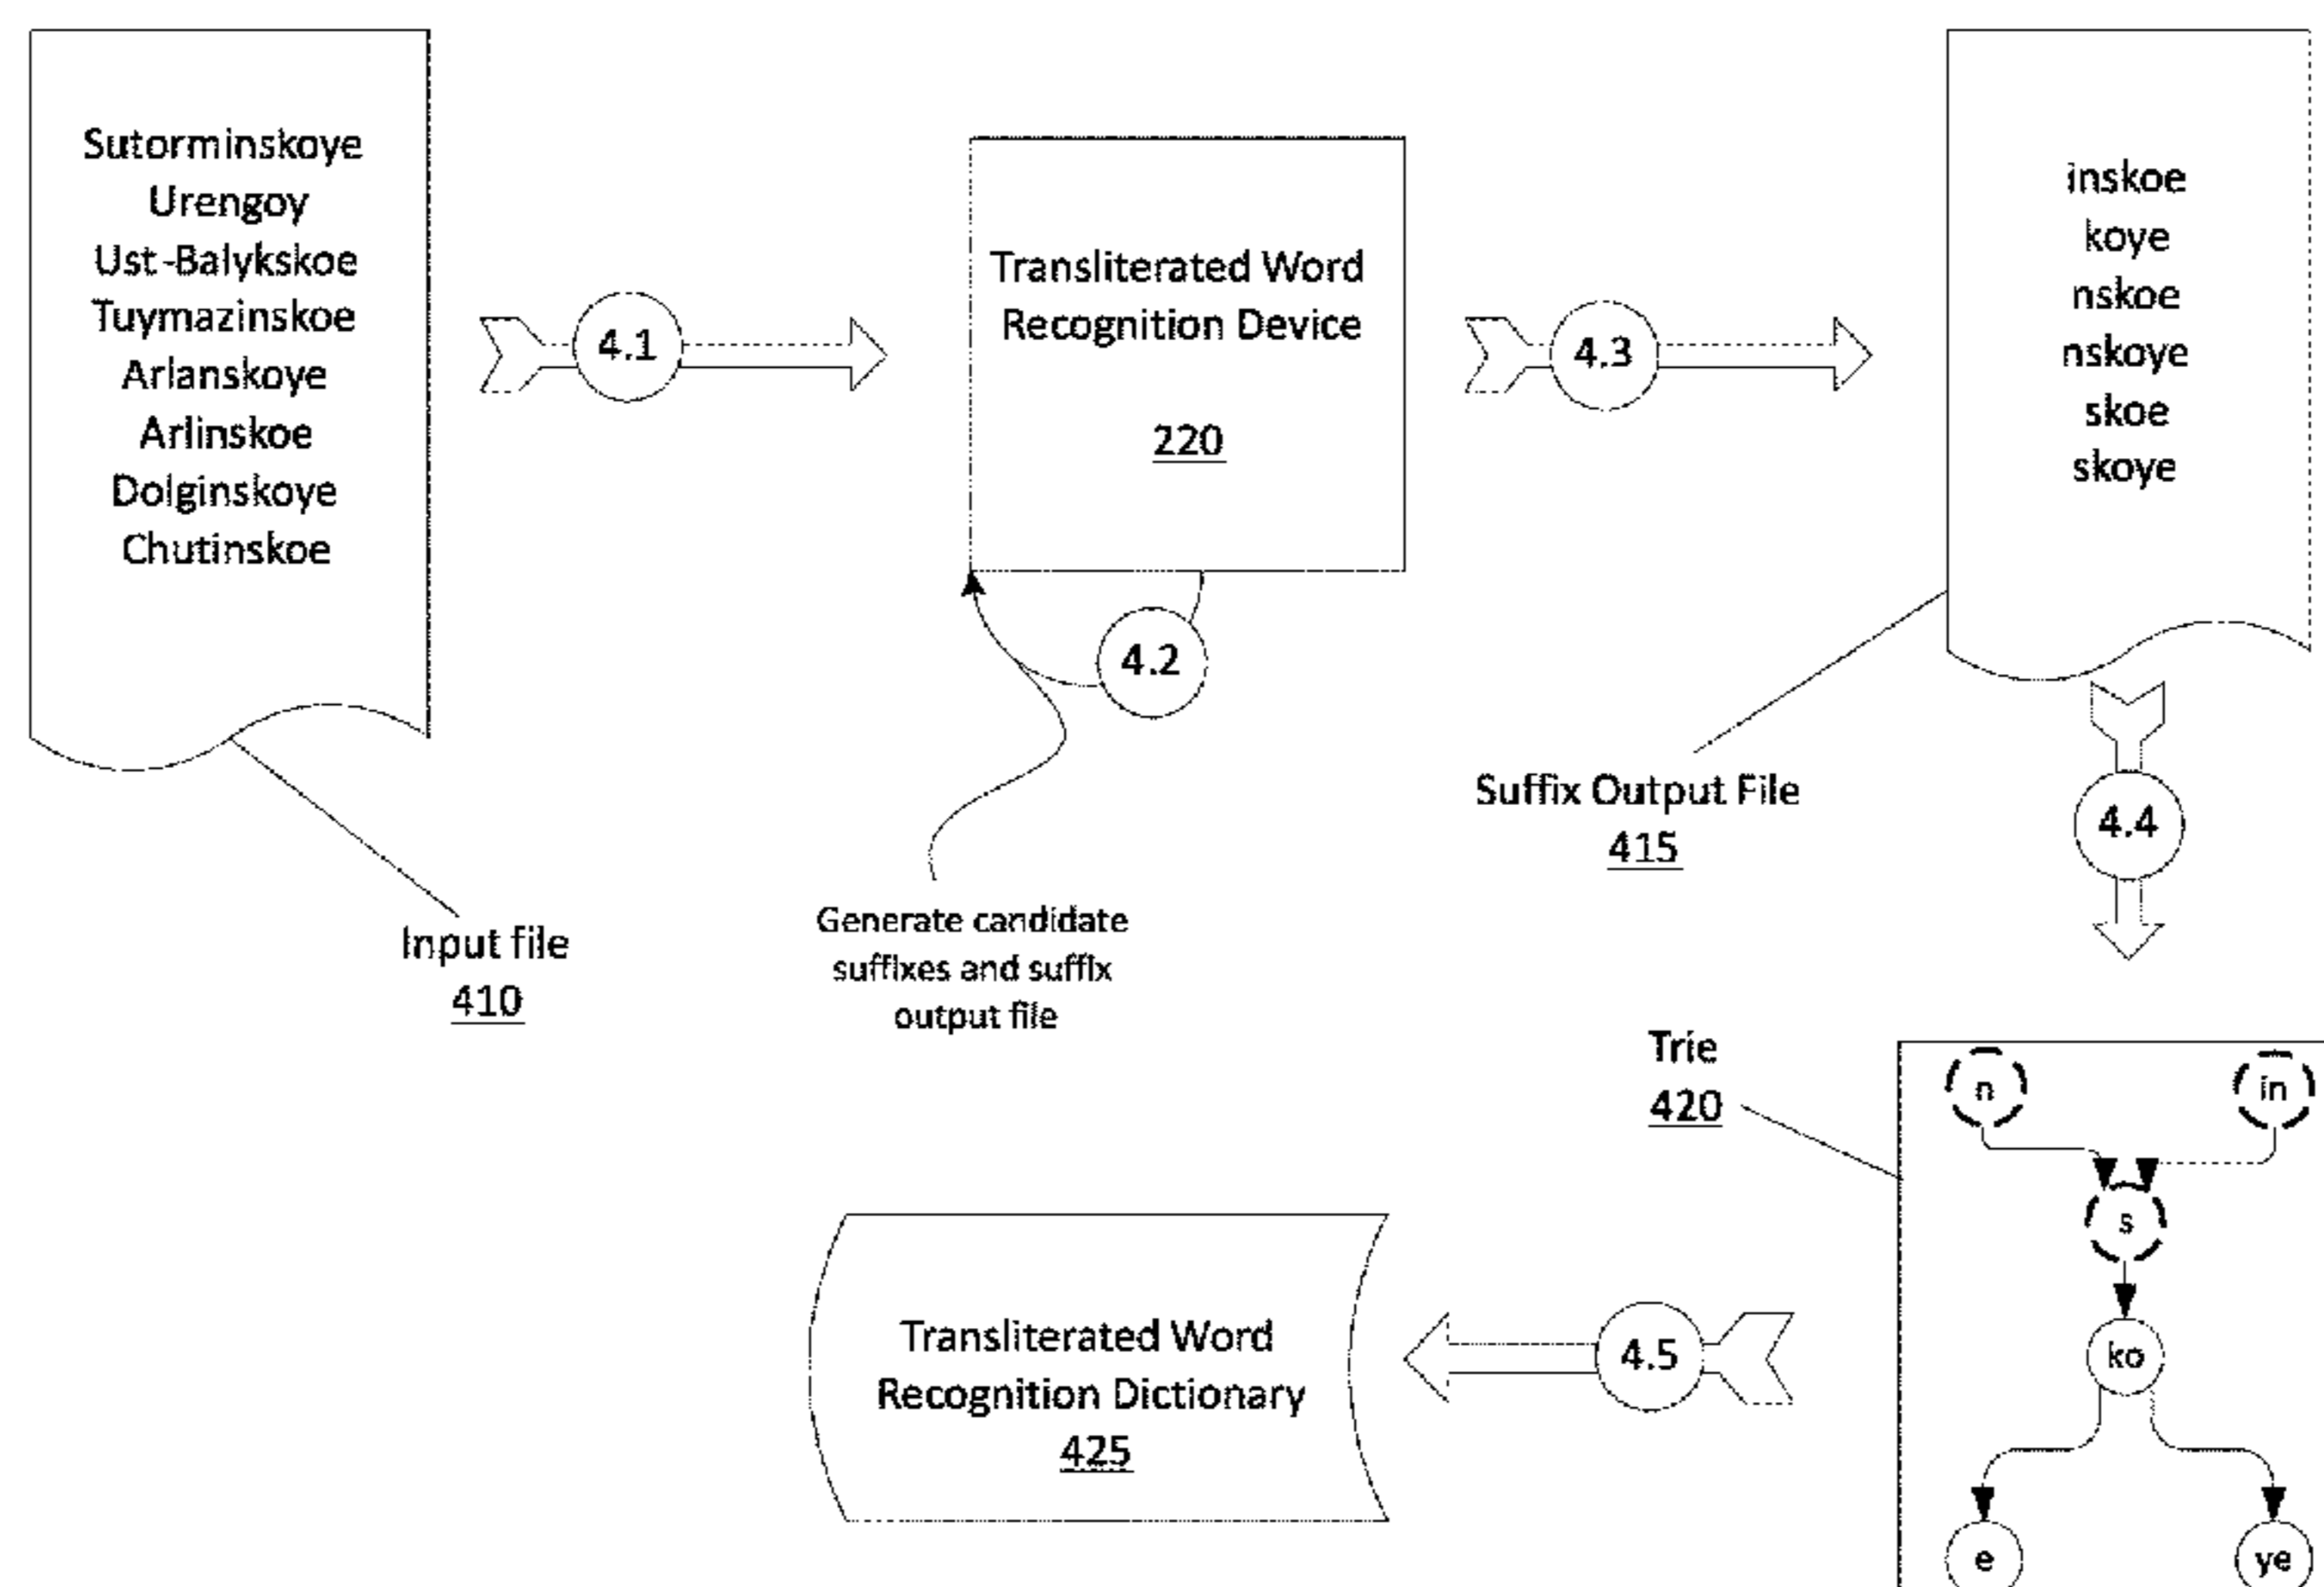 Sutorminskoye
Urengoy
Ust-Balykskoe
Tuymazinskoe
Arlanskoye
Arlinskoe
Dolginskoye
Chutinskoe
Input file
410
4.1
Transliterated Word
Recognition Device
220
4.2
Generate candidate
suffixes and suffix
output file
4.3
inskoe
koye
nskoe
nskoye
skoe
skoye
Suffix Output File
415
4.4
Trie
420
n
in
s
ko
e
ye
4.5
Transliterated Word
Recognition Dictionary
425